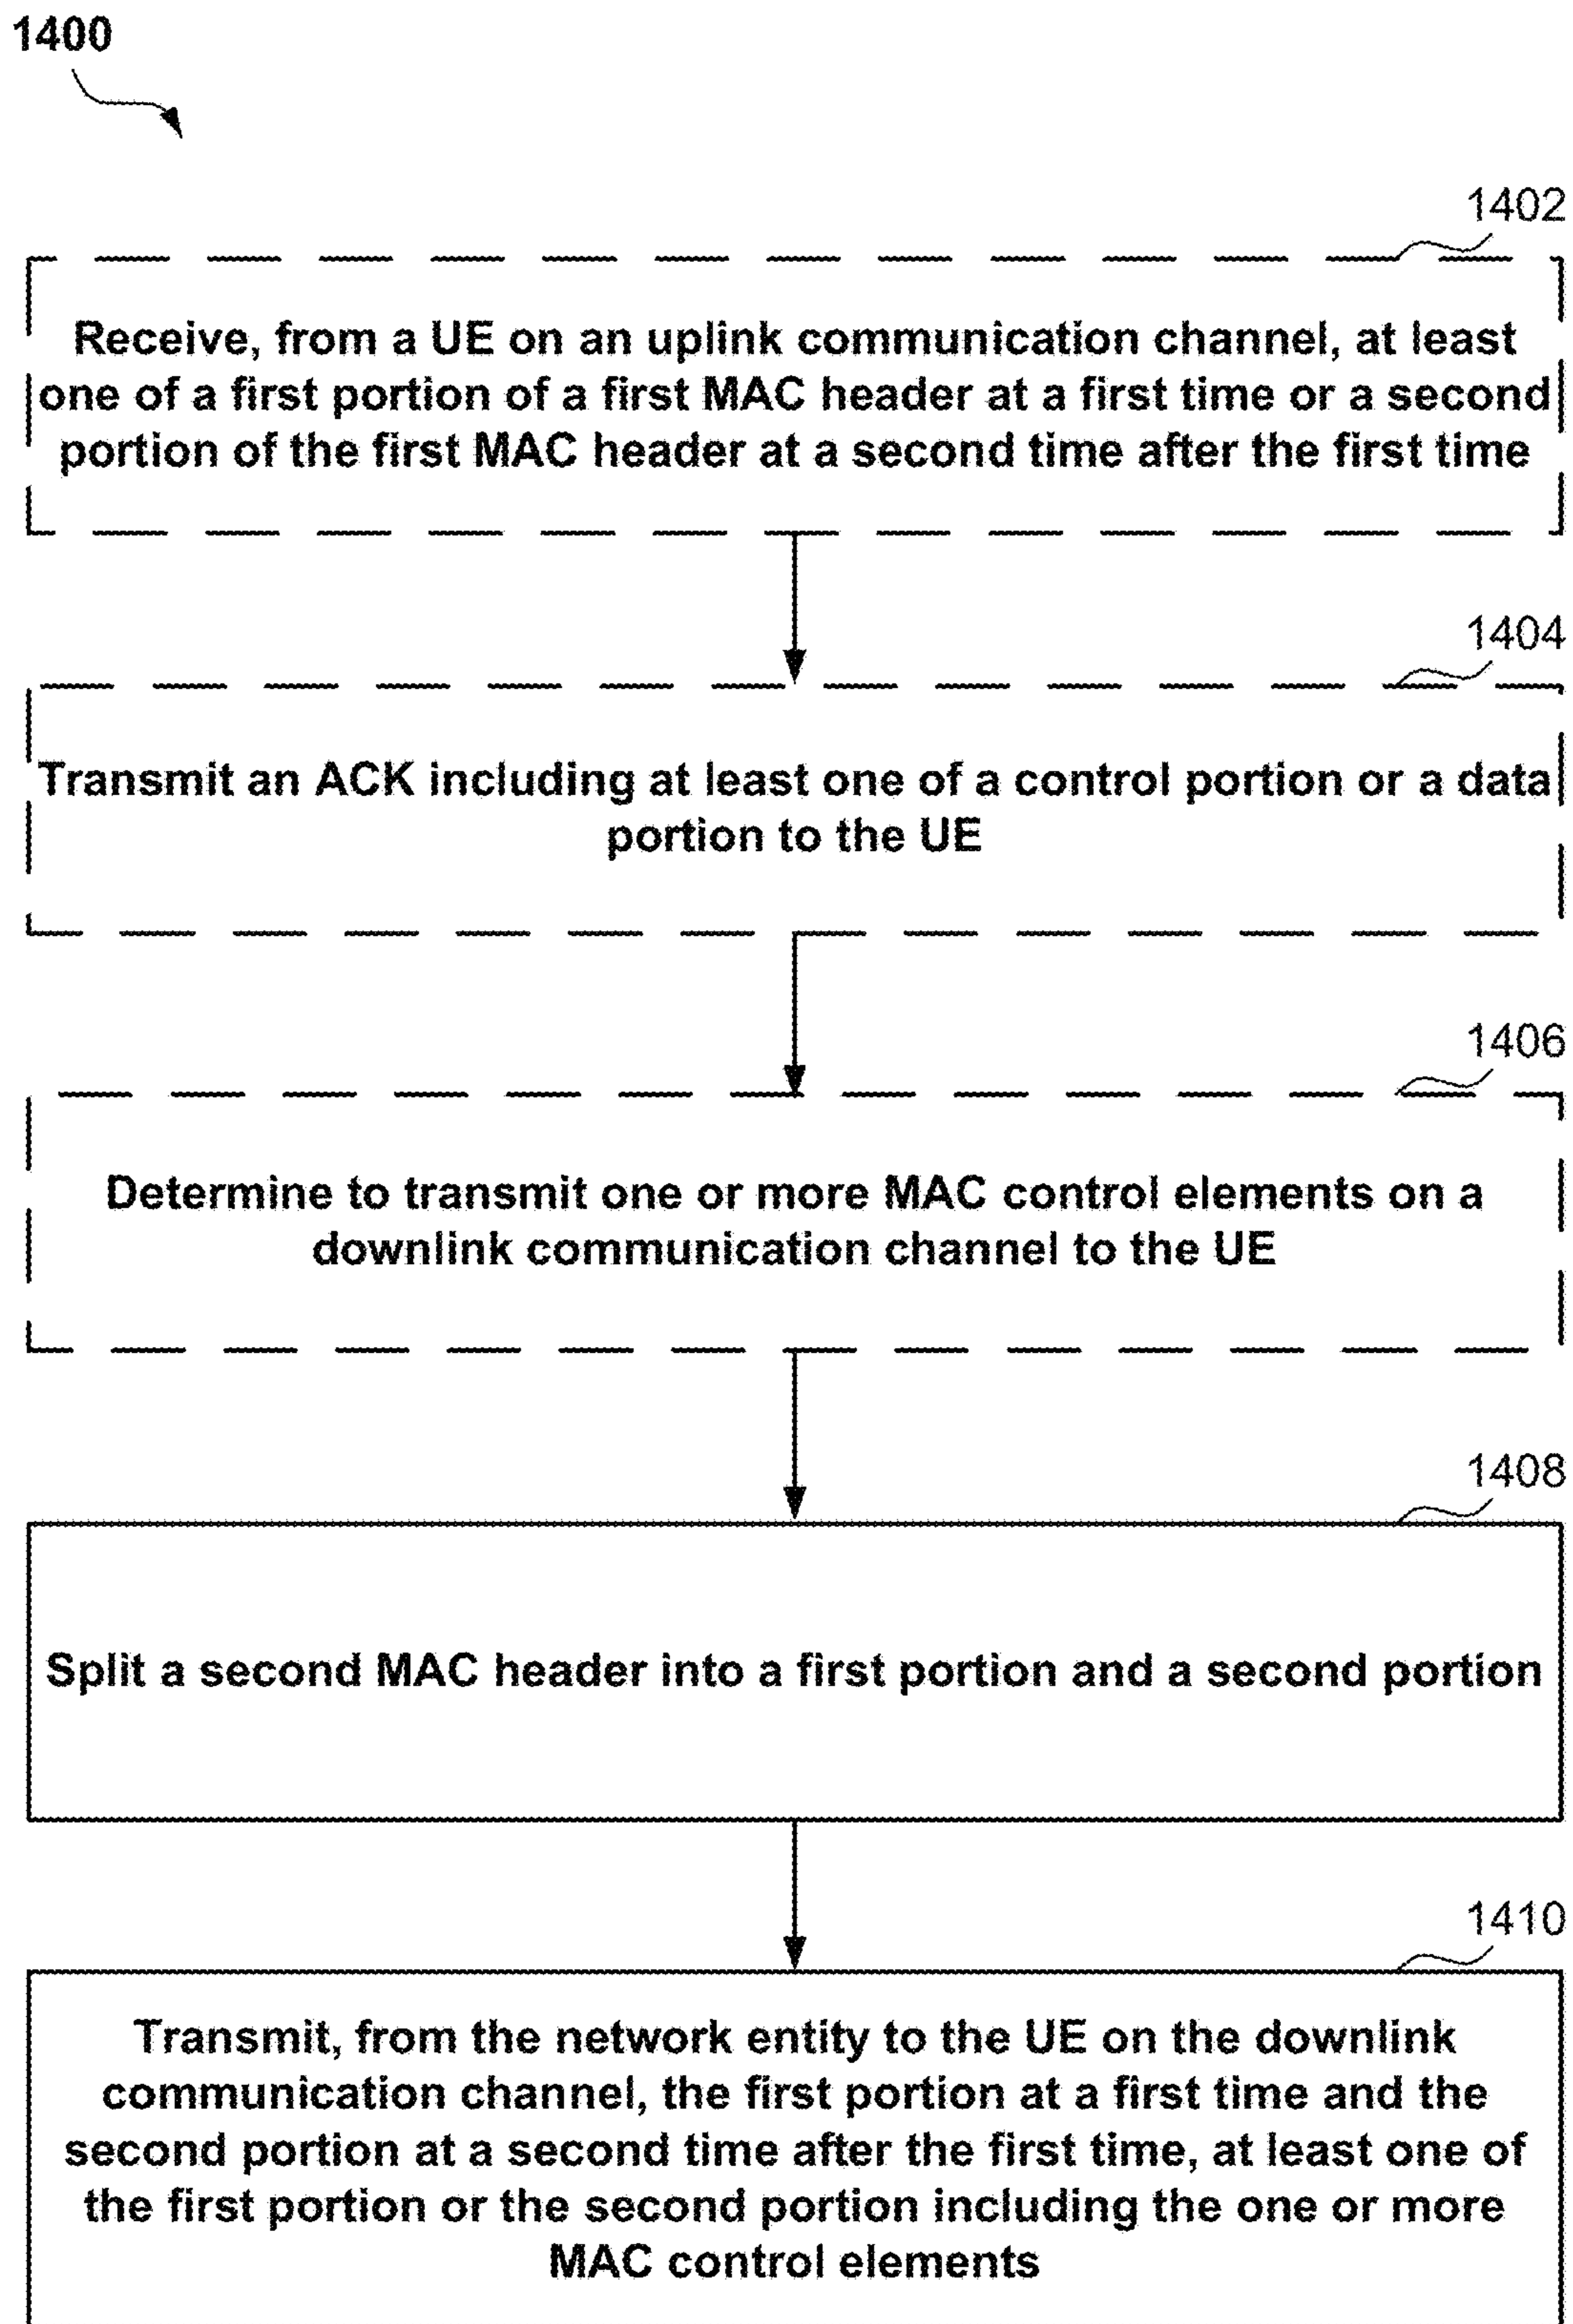 1400
1402
Receive, from a UE on an uplink communication channel, at least
one of a first portion of a first MAC header at a first time or a second
portion of the first MAC header at a second time after the first time
1404
Transmit an ACK including at least one of a control portion or a data
portion to the UE
1406
Determine to transmit one or more MAC control elements on a
downlink communication channel to the UE
1408
Split a second MAC header into a first portion and a second portion
1410
Transmit, from the network entity to the UE on the downlink
communication channel, the first portion at a first time and the
second portion at a second time after the first time, at least one of
the first portion or the second portion including the one or more
MAC control elements